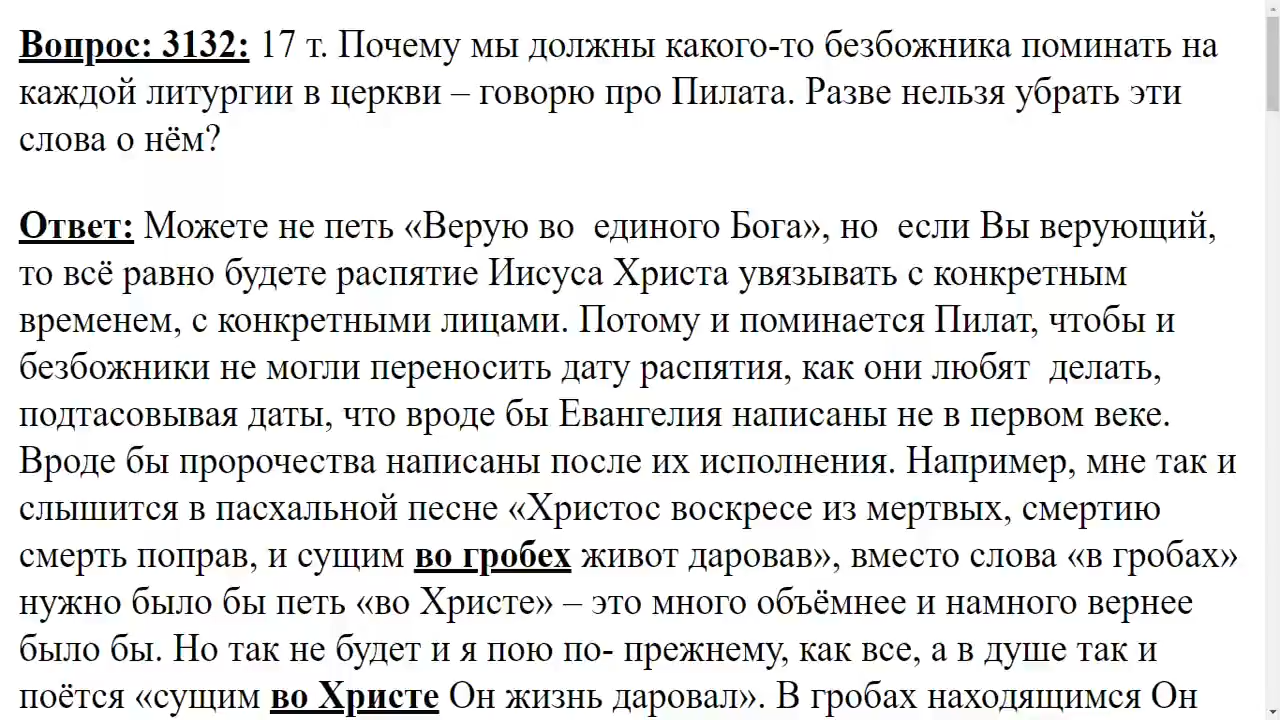 Вопрос: 3132: 17 т. Почему мы должны какого-то безбожника поминать на
каждой литургии в церкви – говорю про Пилата. Разве нельзя убрать эти
слова о нём?
Ответ: Можете не петь «Верую во  единого Бога», но  если Вы верующий,
то всё равно будете распятие Иисуса Христа увязывать с конкретным
временем, с конкретными лицами. Потому и поминается Пилат, чтобы и
безбожники не могли переносить дату распятия, как они любят  делать,
подтасовывая даты, что вроде бы Евангелия написаны не в первом веке.
Вроде бы пророчества написаны после их исполнения. Например, мне так и
слышится в пасхальной песне «Христос воскресе из мертвых, смертию
смерть поправ, и сущим во гробех живот даровав», вместо слова «в гробах»
нужно было бы петь «во Христе» – это много объёмнее и намного вернее
было бы. Но так не будет и я пою по- прежнему, как все, а в душе так и
поётся «сущим во Христе Он жизнь даровал». В гробах находящимся Он